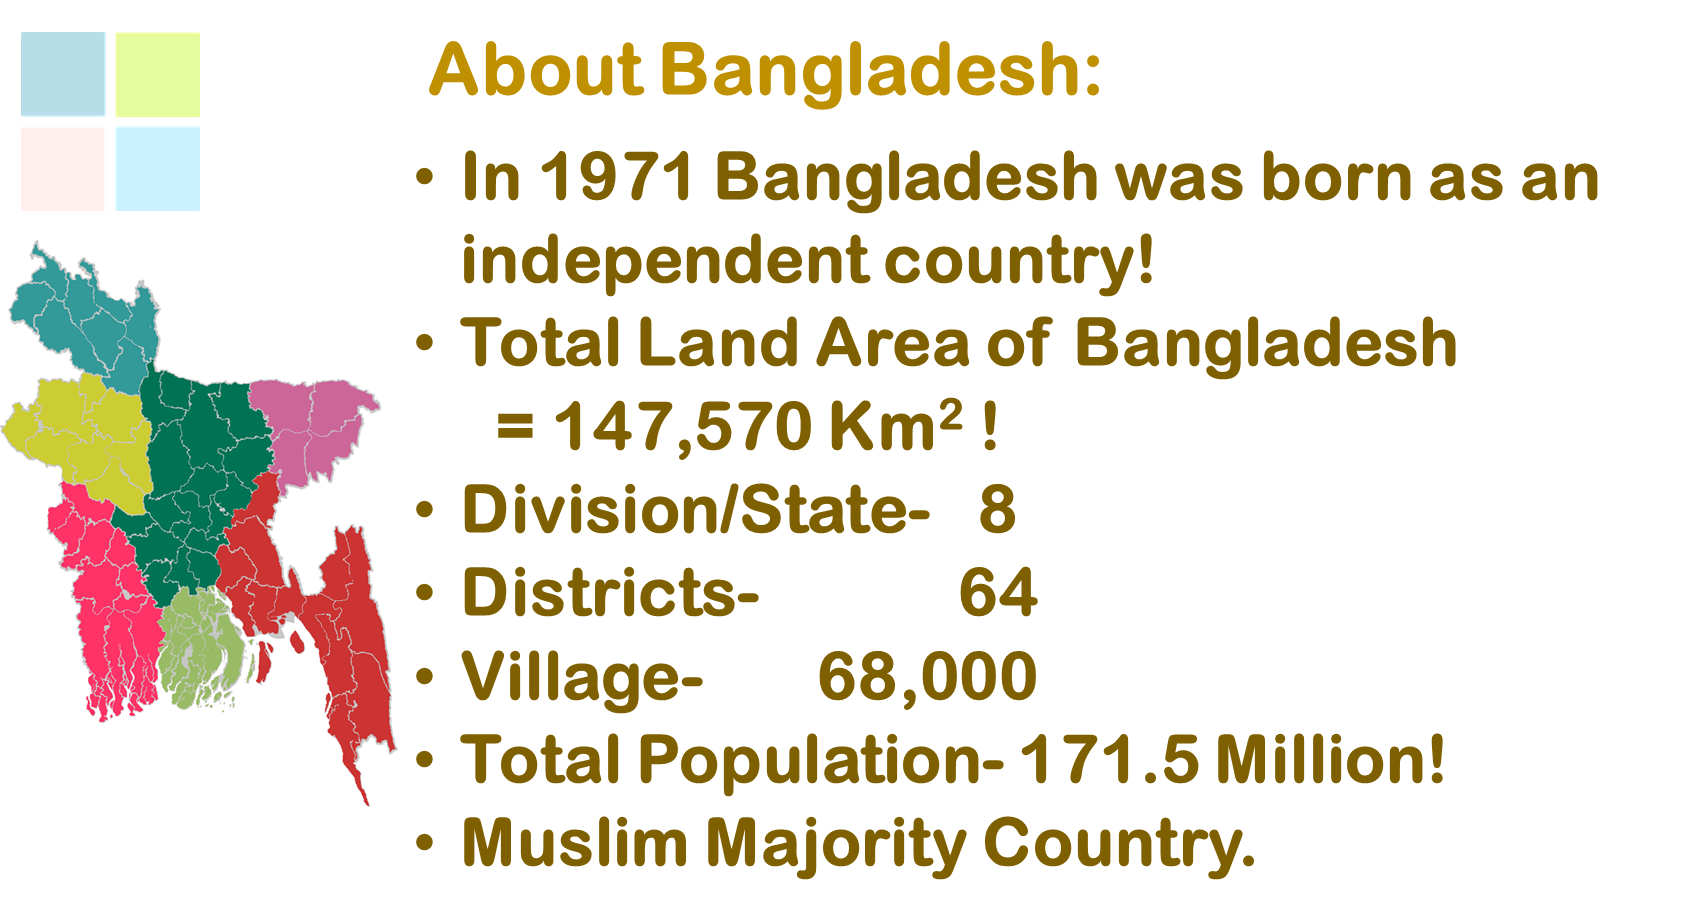 About Bangladesh:
• In 1971 Bangladesh was born as an
independent country!
• Total Land Area of Bangladesh
= 147,570 Km² !
• Division/State- 8
• Districts- 64
• Village- 68,000
• Total Population- 171.5 Million!
• Muslim Majority Country.